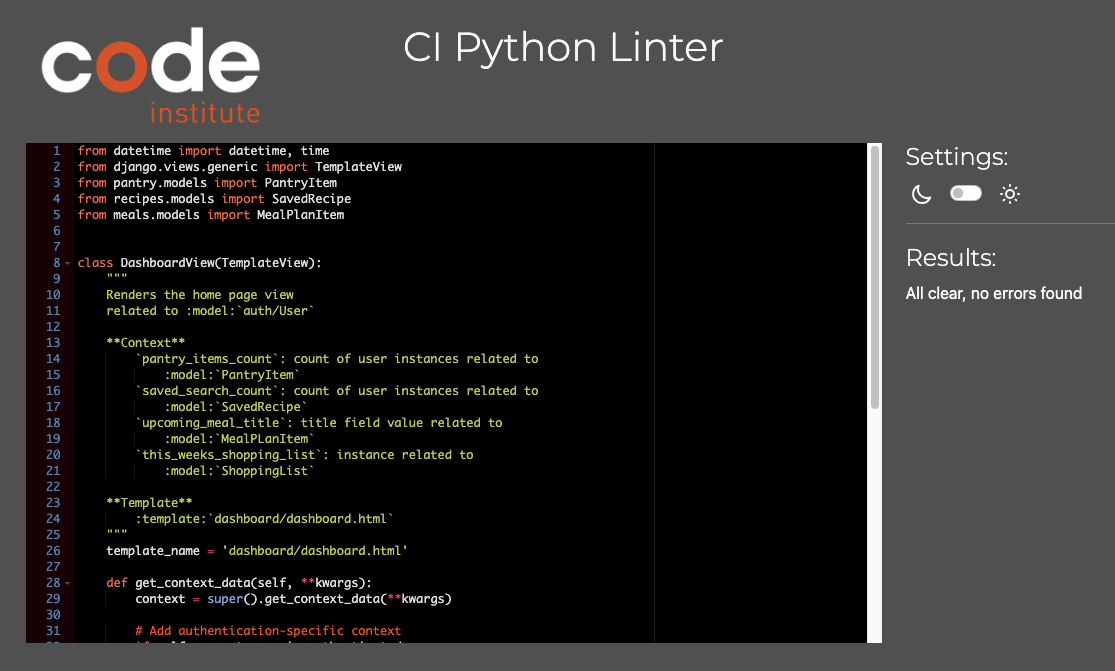 code
institute
CI Python Linter
1 from datetime import datetime, time
2 from django.views.generic import TemplateView
3 from pantry.models import PantryItem
4 from recipes.models import SavedRecipe
5 from meals.models import MealPlanItem
6
7
8 class DashboardView(TemplateView):
9 """
10 Renders the home page view
11 related to :model:`auth/User`
12
13 **Context**
14 `pantry_items_count`: count of user instances related to
15 :model:`PantryItem`
16 `saved_search_count`: count of user instances related to
17 :model:`SavedRecipe`
18 `upcoming_meal_title`: title field value related to
19 :model:`MealPLanItem`
20 `this_weeks_shopping_list`: instance related to
21 :model:`ShoppingList`
22
23 **Template**
24 :template:`dashboard/dashboard.html`
25 """
26 template_name = 'dashboard/dashboard.html'
27
28 def get_context_data(self, **kwargs):
29 context = super().get_context_data(**kwargs)
30
31 # Add authentication-specific context
Settings:
Results:
All clear, no errors found